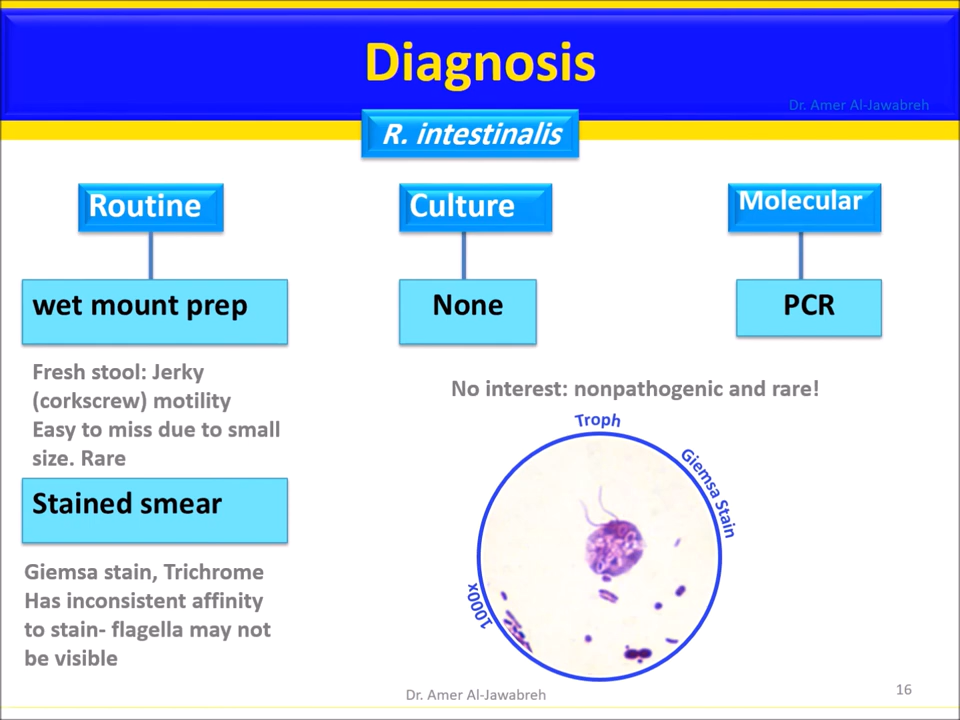 Diagnosis
Dr. Amer Al-Jawabreh
R. intestinalis
Routine
Culture
Molecular
wet mount prep
None
PCR
Fresh stool: Jerky
(corkscrew) motility
Easy to miss due to small
size. Rare
No interest: nonpathogenic and rare!
Troph
Giemsa Stain
1000x
Stained smear
Giemsa stain, Trichrome
Has inconsistent affinity
to stain- flagella may not
be visible
Dr. Amer Al-Jawabreh
16